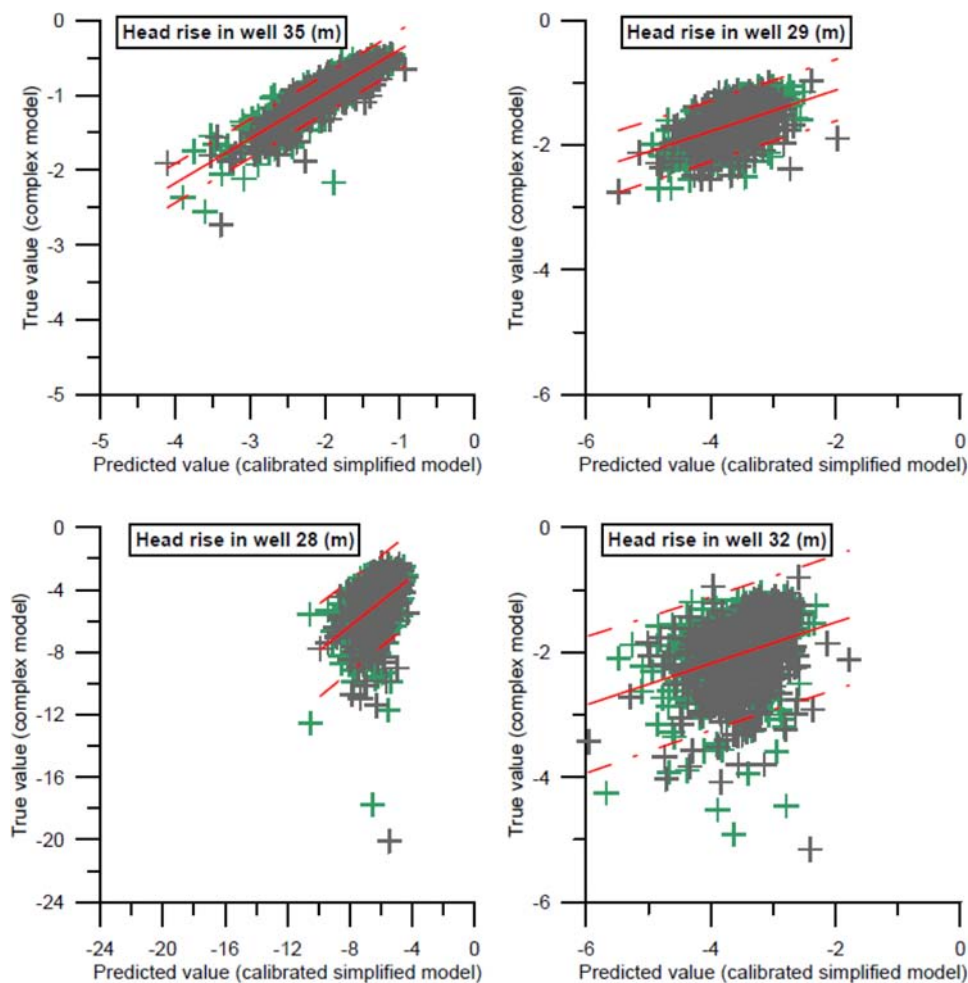 Head rise in well 35 (m)
True value (complex model)
0
-1
-2
-3
-4
-5
-5 -4 -3 -2 -1 0
Predicted value (calibrated simplified model)
Head rise in well 29 (m)
True value (complex model)
0
-2
-4
-6
-6 -4 -2 0
Predicted value (calibrated simplified model)
Head rise in well 28 (m)
True value (complex model)
0
-4
-8
-12
-16
-20
-24
-24 -20 -16 -12 -8 -4 0
Predicted value (calibrated simplified model)
Head rise in well 32 (m)
True value (complex model)
0
-2
-4
-6
-6 -4 -2 0
Predicted value (calibrated simplified model)